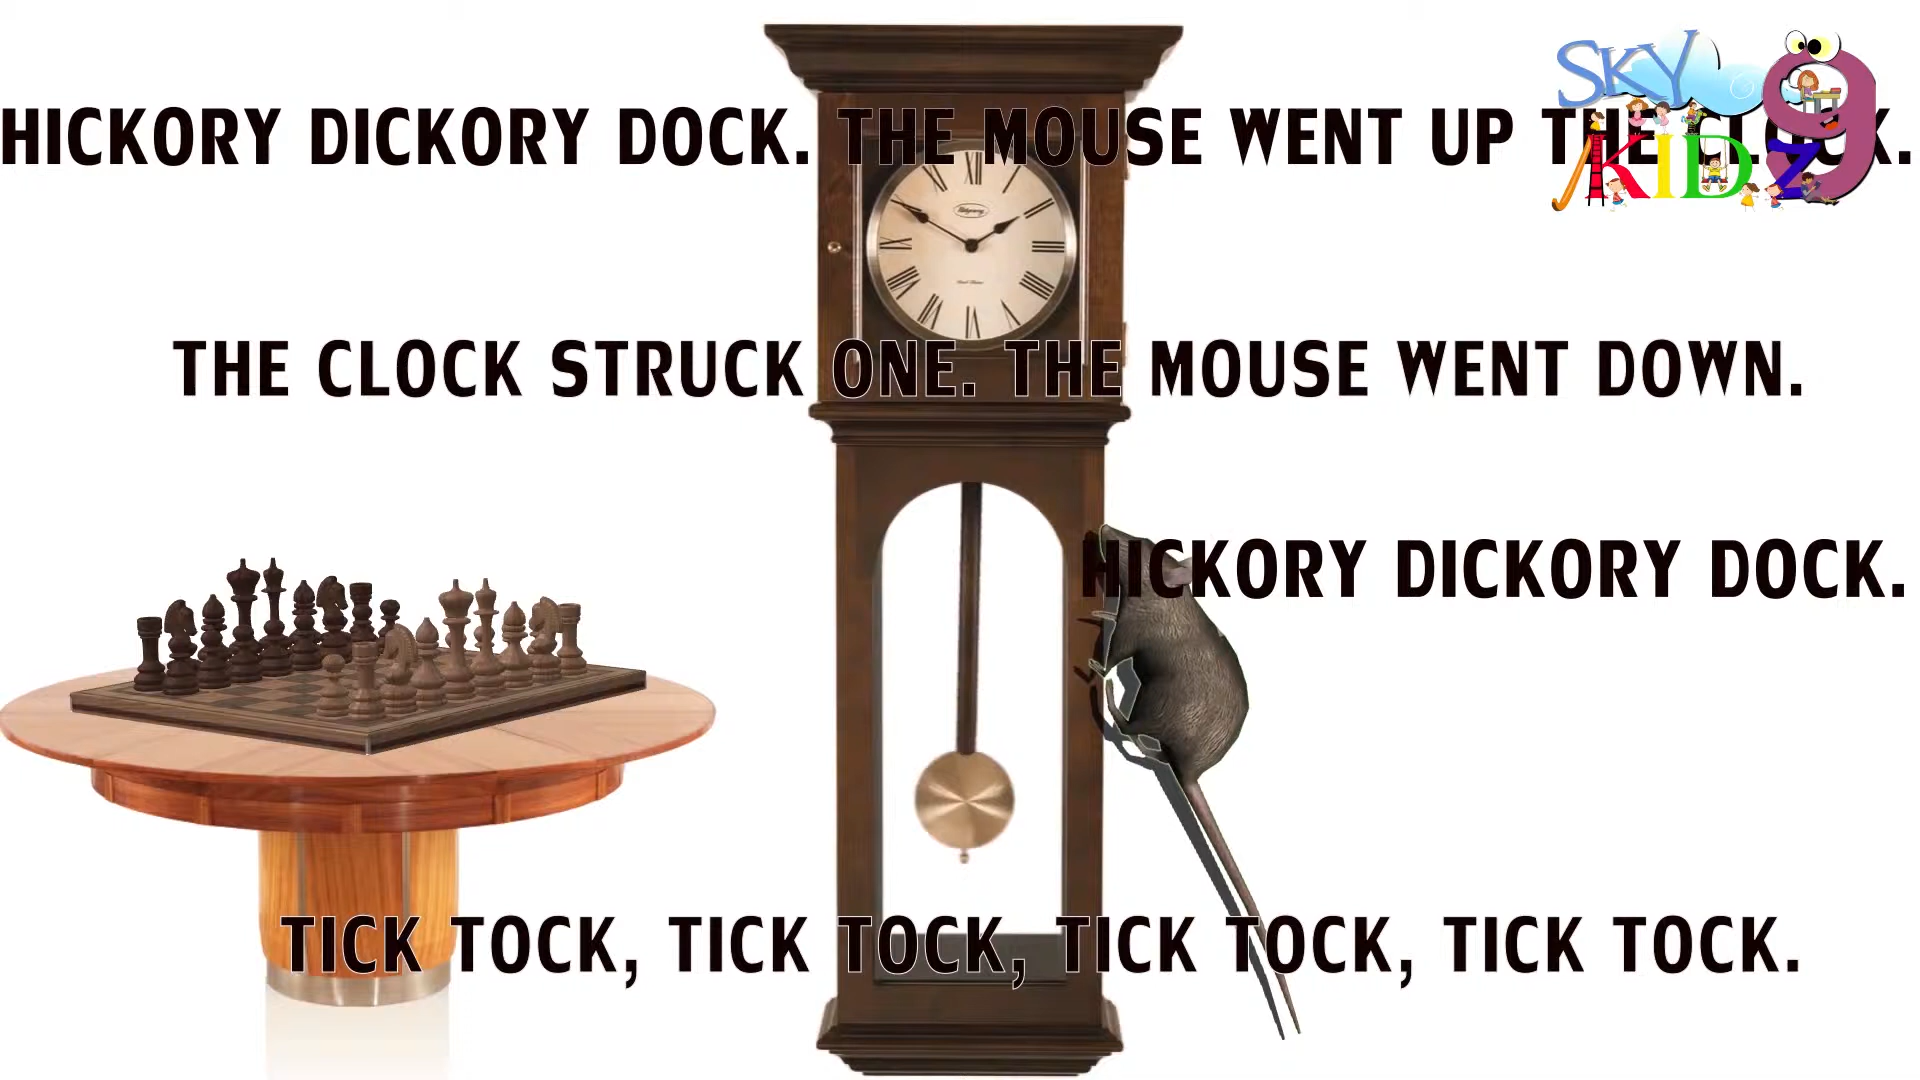 HICKORY DICKORY DOCK. THE MOUSE WENT UP THE CLOCK.
SKY KIDZ 9
THE CLOCK STRUCK ONE. THE MOUSE WENT DOWN.
HICKORY DICKORY DOCK.
TICK TOCK, TICK TOCK, TICK TOCK, TICK TOCK.